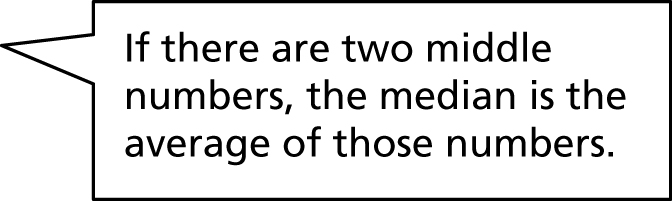 If there are two middle
numbers, the median is the
average of those numbers.